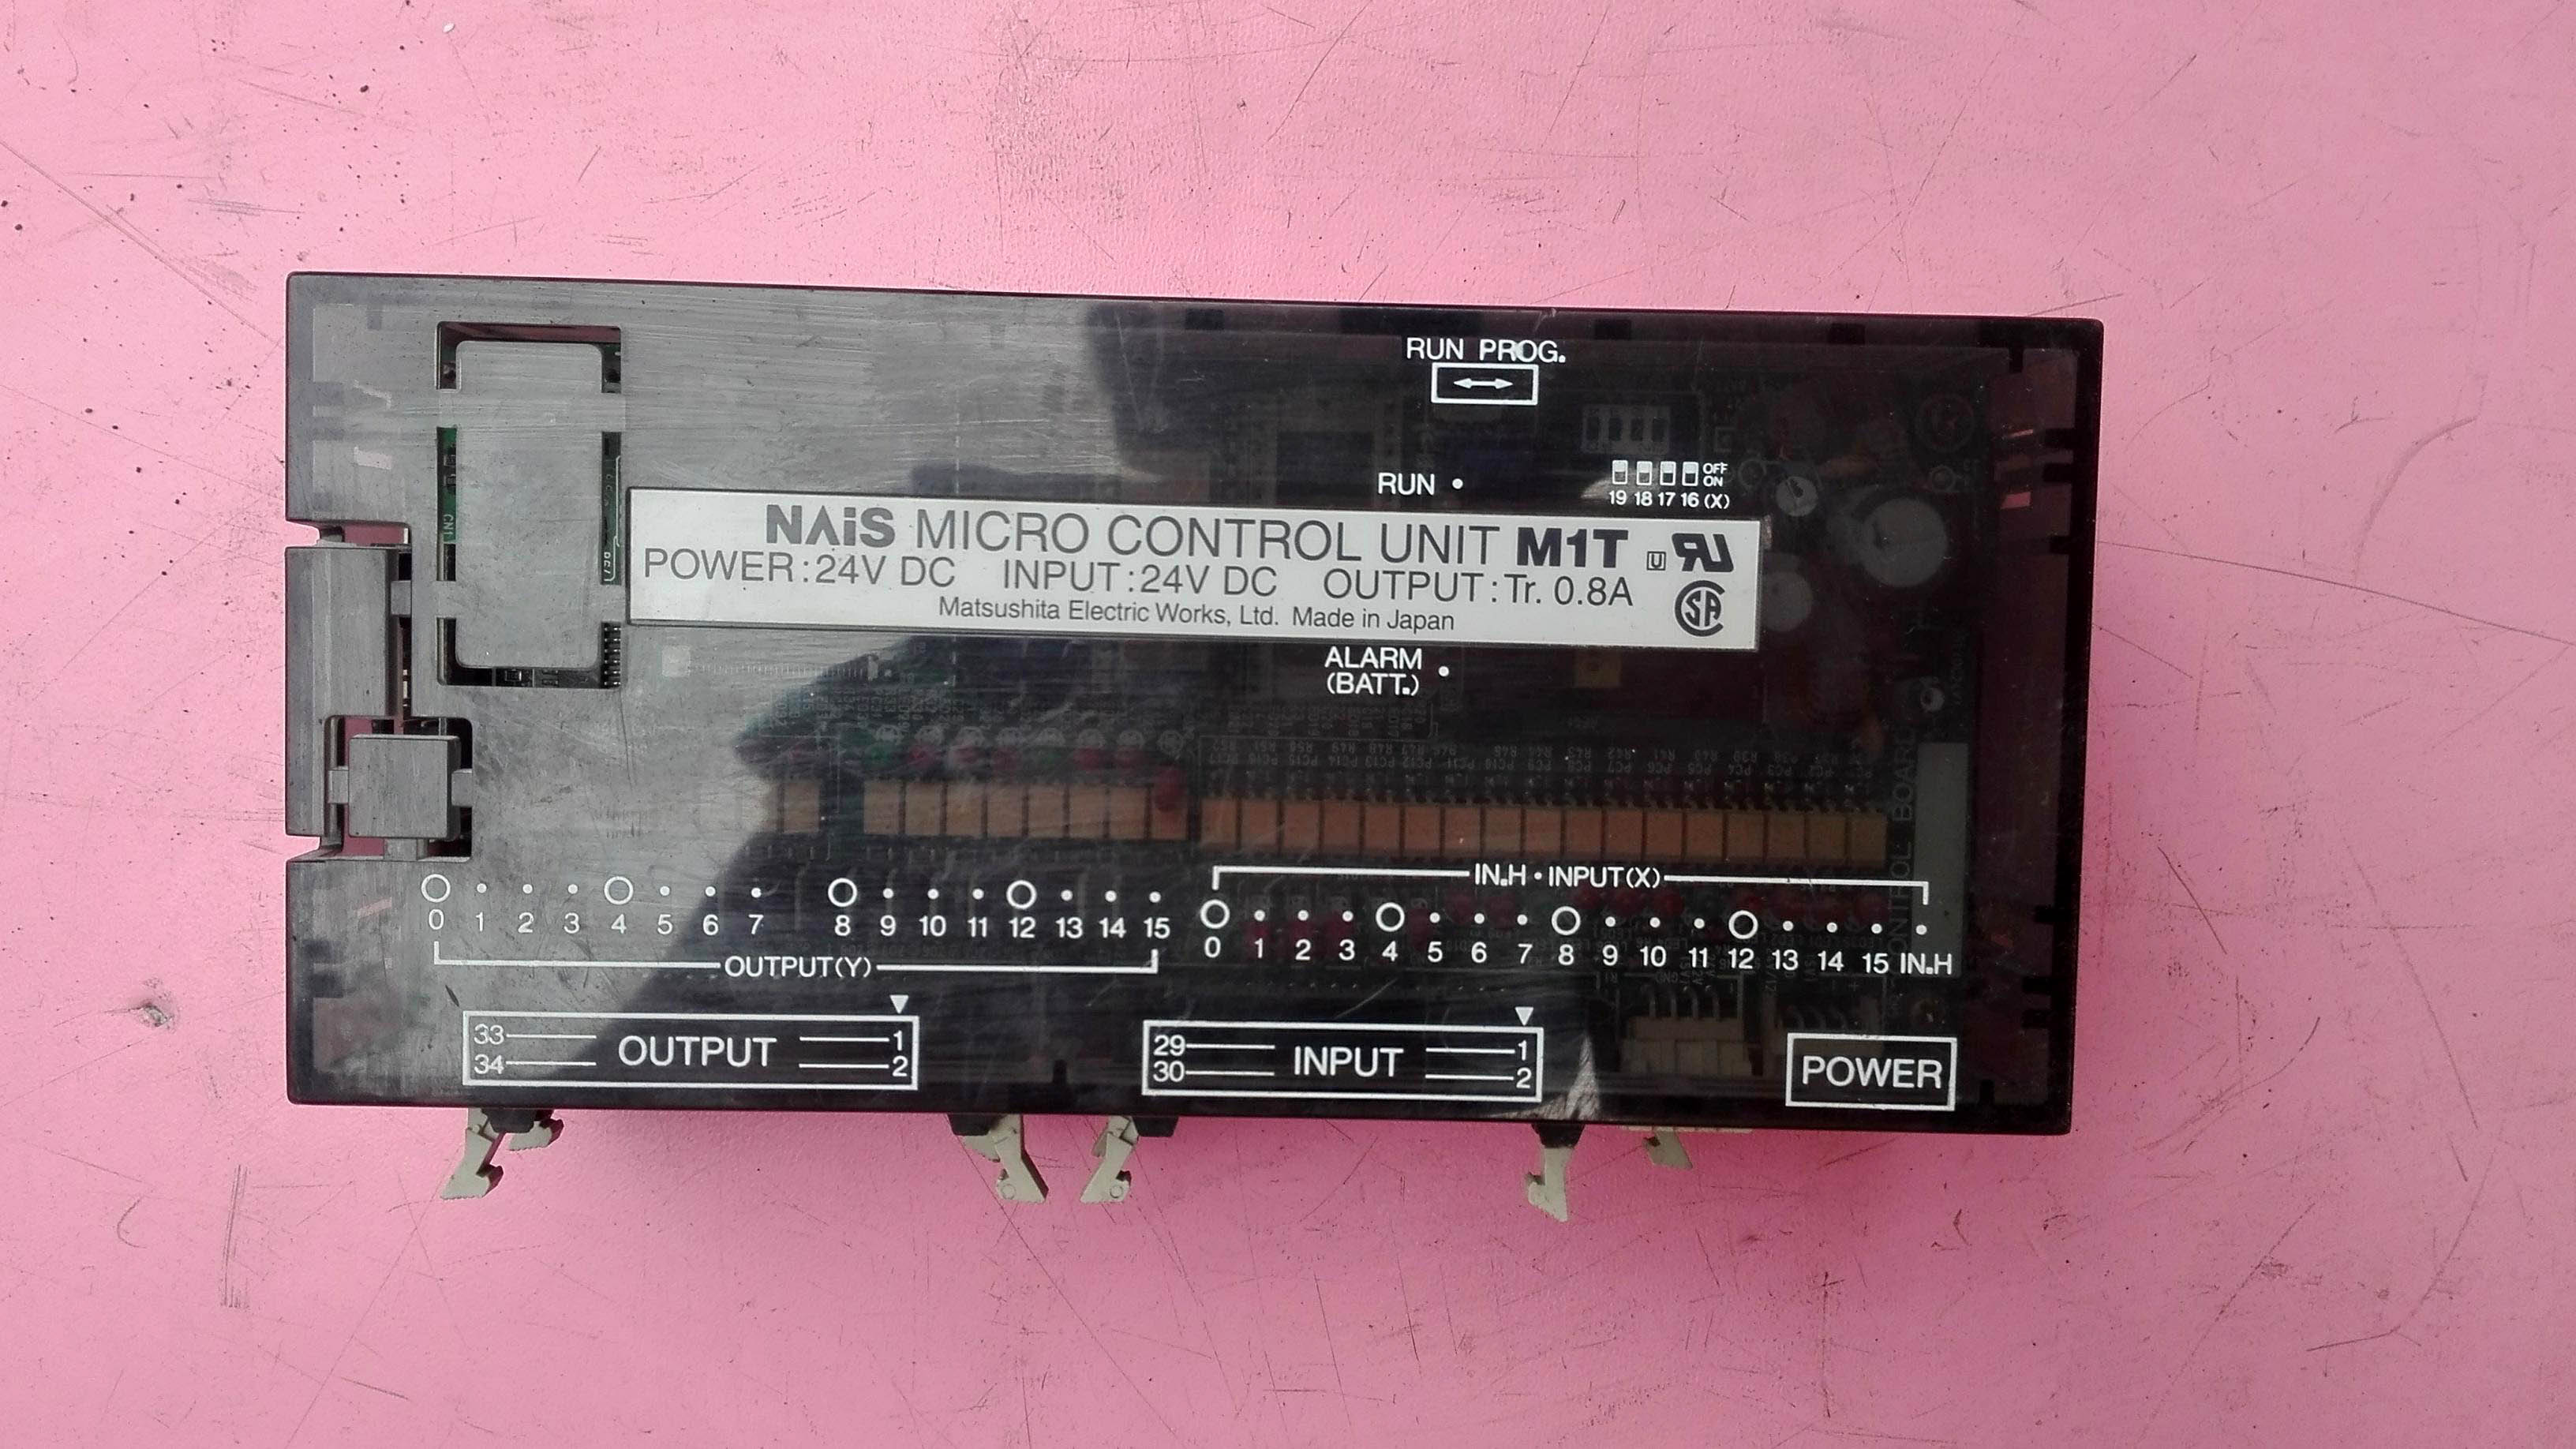 RUN PROG.
RUN
OFF
ON
19 18 17 16 (X)
NAiS MICRO CONTROL UNIT M1T
POWER:24V DC INPUT:24V DC OUTPUT:Tr. 0.8A
Matsushita Electric Works, Ltd. Made in Japan
ALARM
(BATT.)
IN.H・INPUT(X)
0 1 2 3 4 5 6 7 8 9 10 11 12 13 14 15
0 1 2 3 4 5 6 7 8 9 10 11 12 13 14 15 IN.H
OUTPUT(Y)
33 OUTPUT 1
34 2
29 INPUT 1
30 2
POWER
CONTROL BOARD